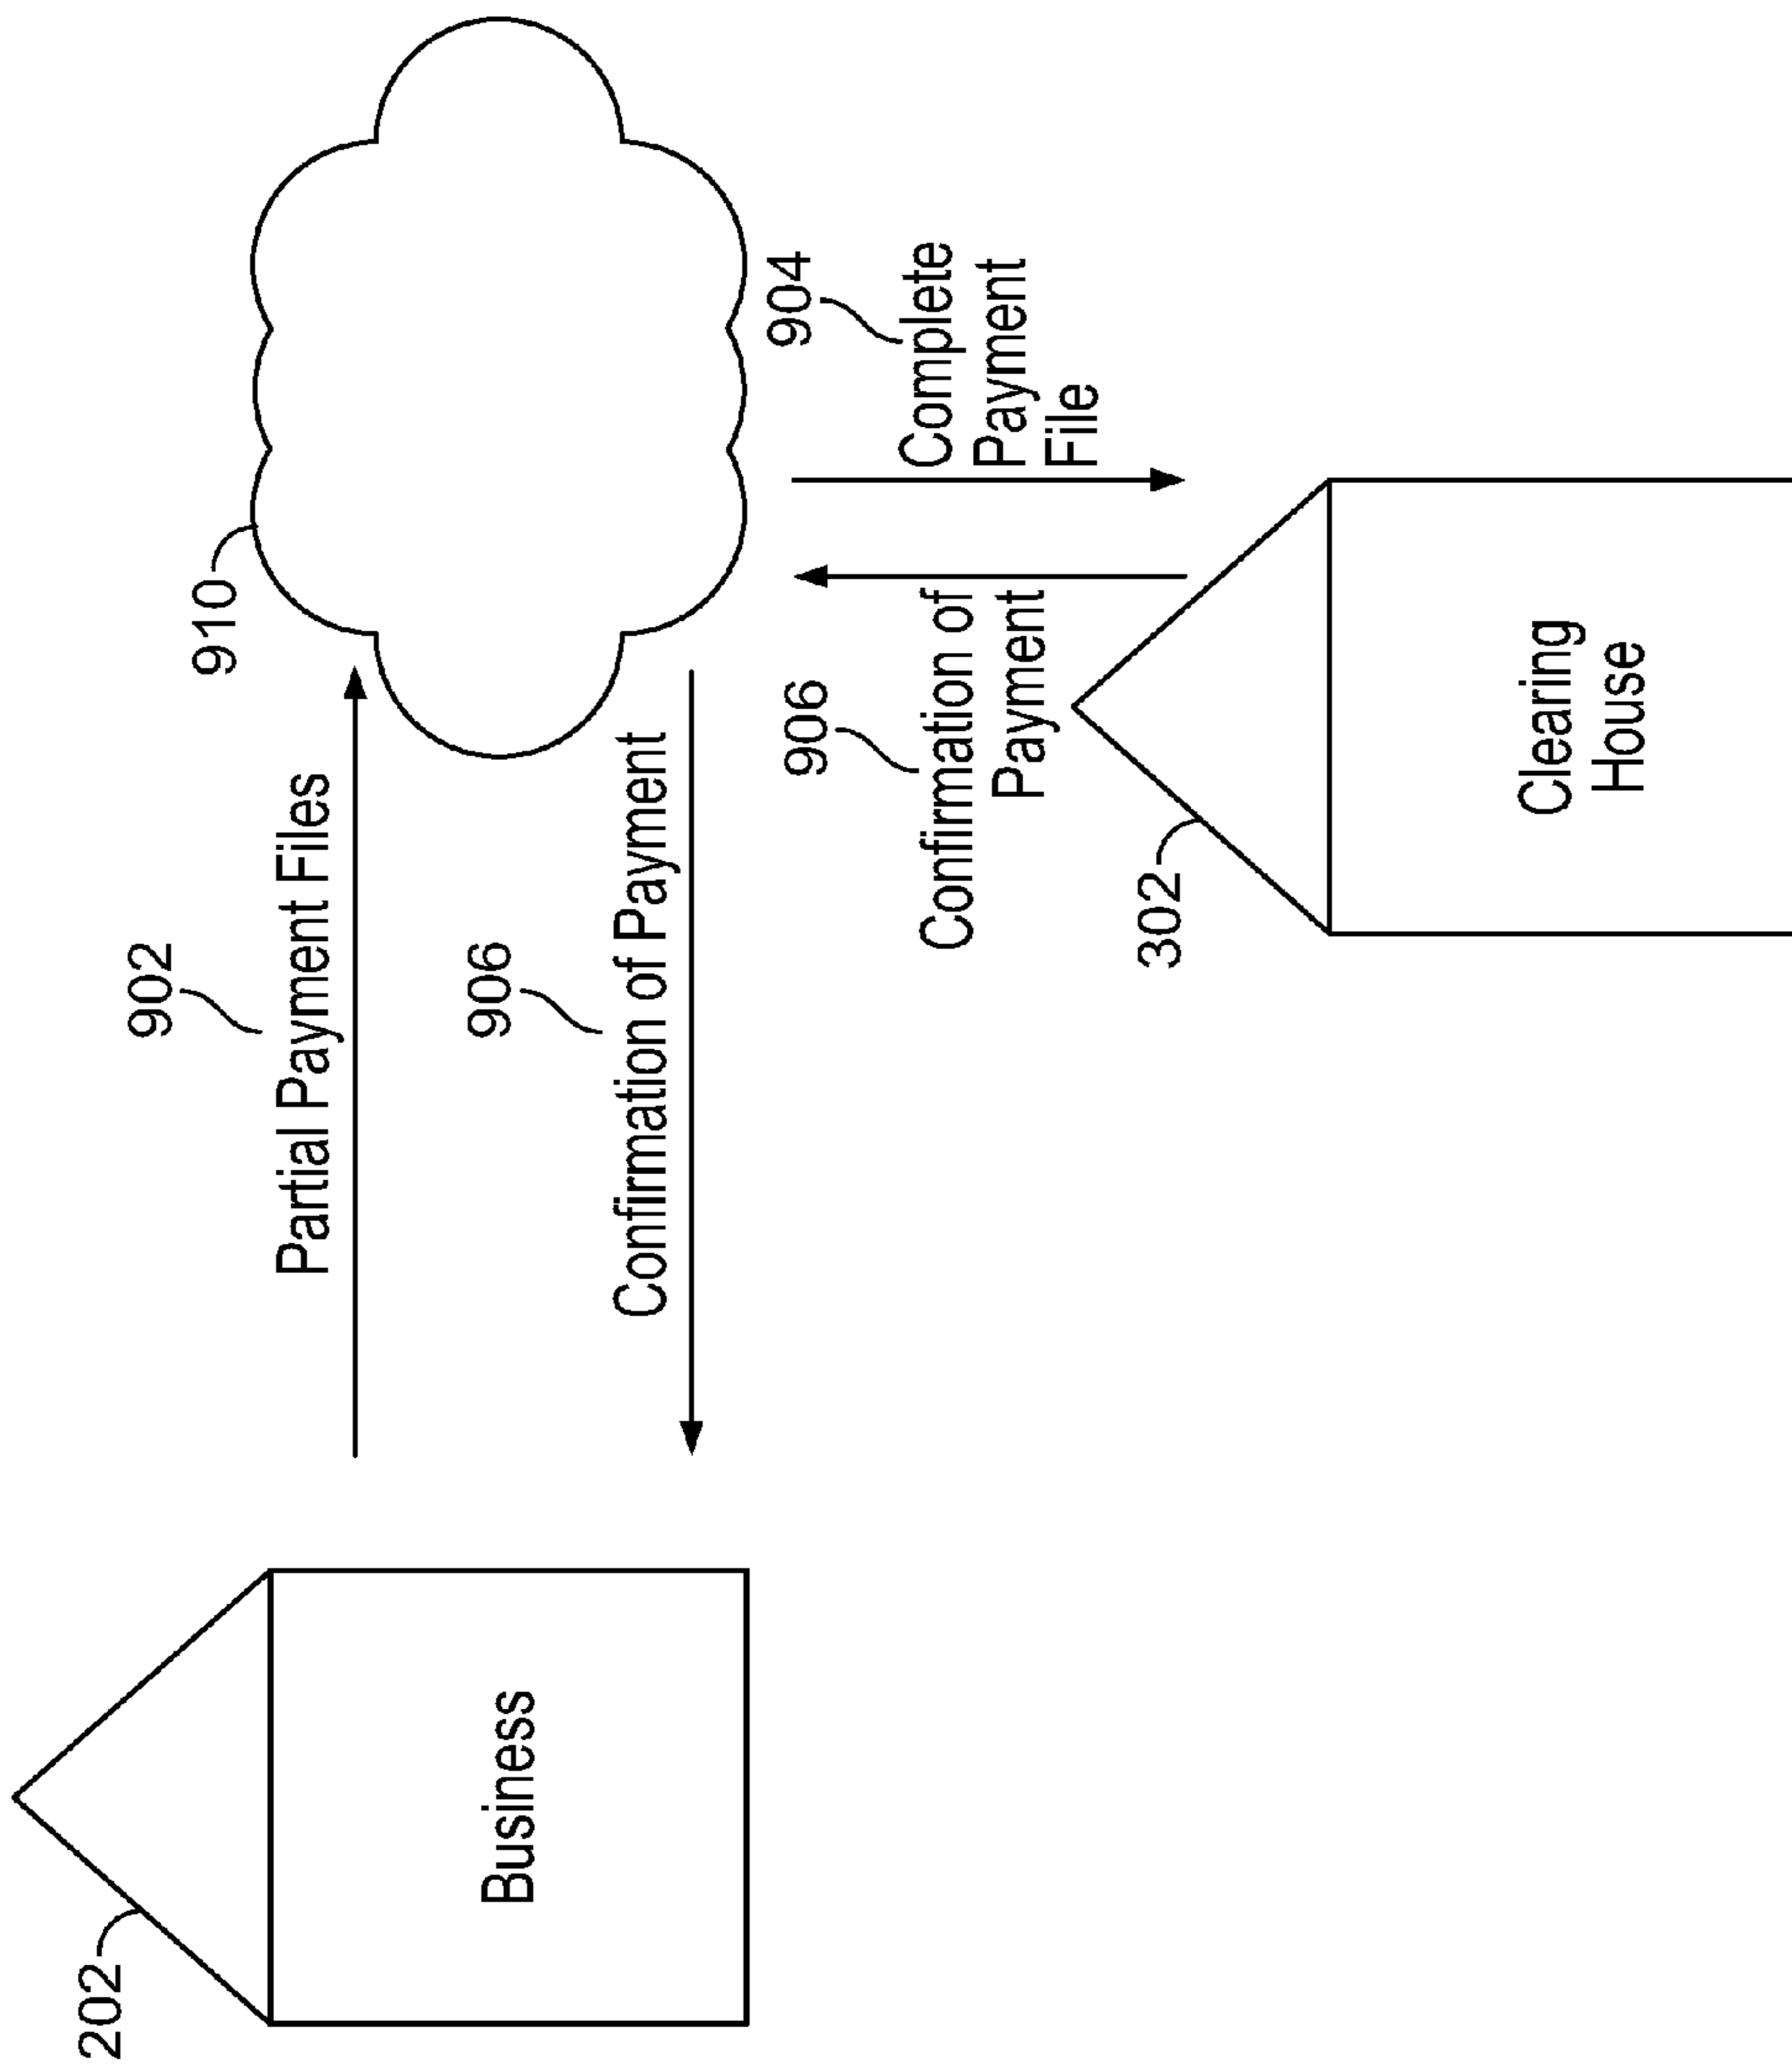 202
Business
902
Partial Payment Files
906
Confirmation of Payment
910
904
Complete
Payment
File
906
Confirmation of
Payment
302
Clearing
House